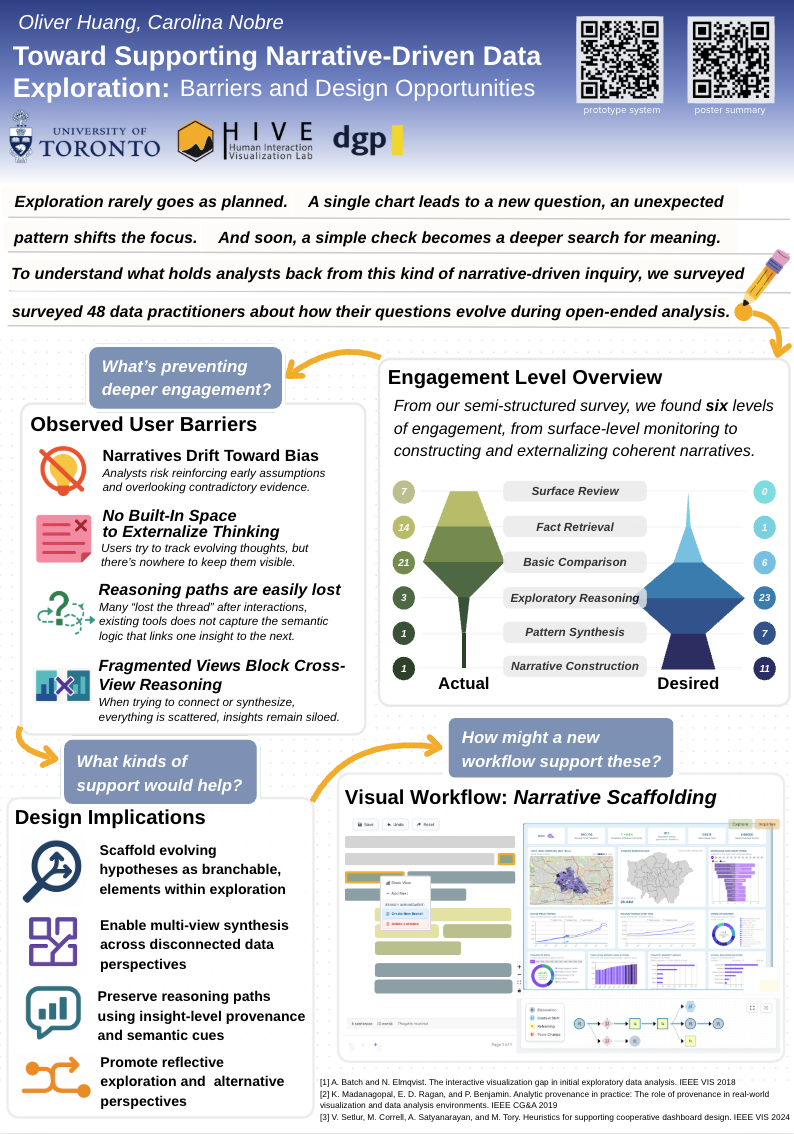 Oliver Huang, Carolina Nobre
Toward Supporting Narrative-Driven Data
Exploration: Barriers and Design Opportunities
prototype system
poster summary
UNIVERSITY OF
TORONTO
HIVE
Human Interaction
Visualization Lab
dgp
Exploration rarely goes as planned. A single chart leads to a new question, an unexpected
pattern shifts the focus. And soon, a simple check becomes a deeper search for meaning.
To understand what holds analysts back from this kind of narrative-driven inquiry, we surveyed
surveyed 48 data practitioners about how their questions evolve during open-ended analysis.
What's preventing
deeper engagement?
Observed User Barriers
Narratives Drift Toward Bias
Analysts risk reinforcing early assumptions
and overlooking contradictory evidence.
No Built-In Space
to Externalize Thinking
Users try to track evolving thoughts, but
there's nowhere to keep them visible.
Reasoning paths are easily lost
Many “lost the thread” after interactions,
existing tools does not capture the semantic
logic that links one insight to the next.
Fragmented Views Block Cross-
View Reasoning
When trying to connect or synthesize,
everything is scattered, insights remain siloed.
Engagement Level Overview
From our semi-structured survey, we found six levels
of engagement, from surface-level monitoring to
constructing and externalizing coherent narratives.
7 Surface Review 0
14 Fact Retrieval 1
21 Basic Comparison 6
3 Exploratory Reasoning 23
1 Pattern Synthesis 7
1 Narrative Construction 11
Actual Desired
What kinds of
support would help?
Design Implications
Scaffold evolving
hypotheses as branchable,
elements within exploration
Enable multi-view synthesis
across disconnected data
perspectives
Preserve reasoning paths
using insight-level provenance
and semantic cues
Promote reflective
exploration and alternative
perspectives
How might a new
workflow support these?
Visual Workflow: Narrative Scaffolding
Save Undo Reset
Show View
Add Next
Create New Branch
Page 1 of 1
[1] A. Batch and N. Elmqvist. The interactive visualization gap in initial exploratory data analysis. IEEE VIS 2018
[2] K. Madanagopal, E. D. Ragan, and P. Benjamin. Analytic provenance in practice: The role of provenance in real-world
visualization and data analysis environments. IEEE CG&A 2019
[3] V. Setlur, M. Correll, A. Satyanarayan, and M. Tory. Heuristics for supporting cooperative dashboard design. IEEE VIS 2024